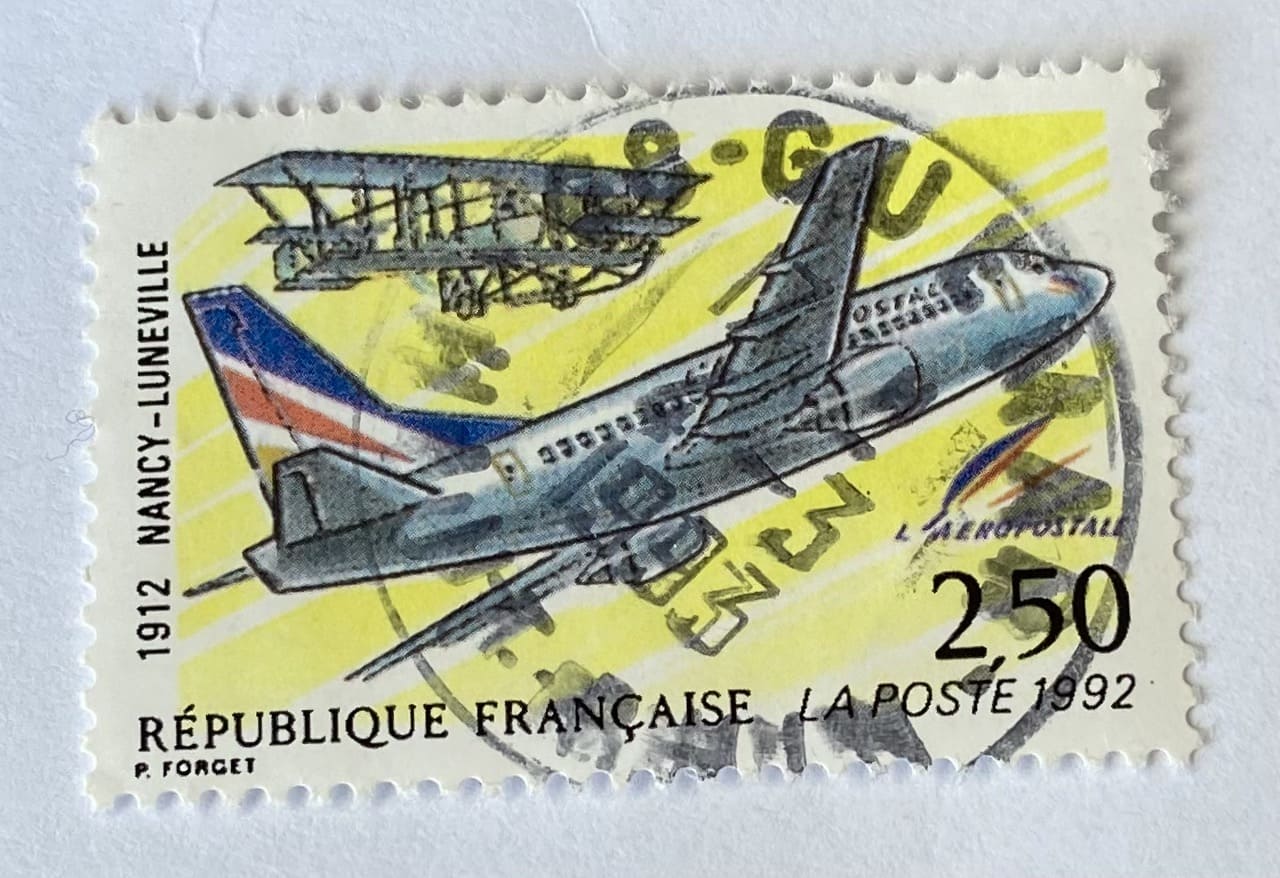 1912 NANCY-LUNEVILLE
L'AEROPOSTALE
2,50
RÉPUBLIQUE FRANÇAISE LA POSTE 1992
P. FORGET